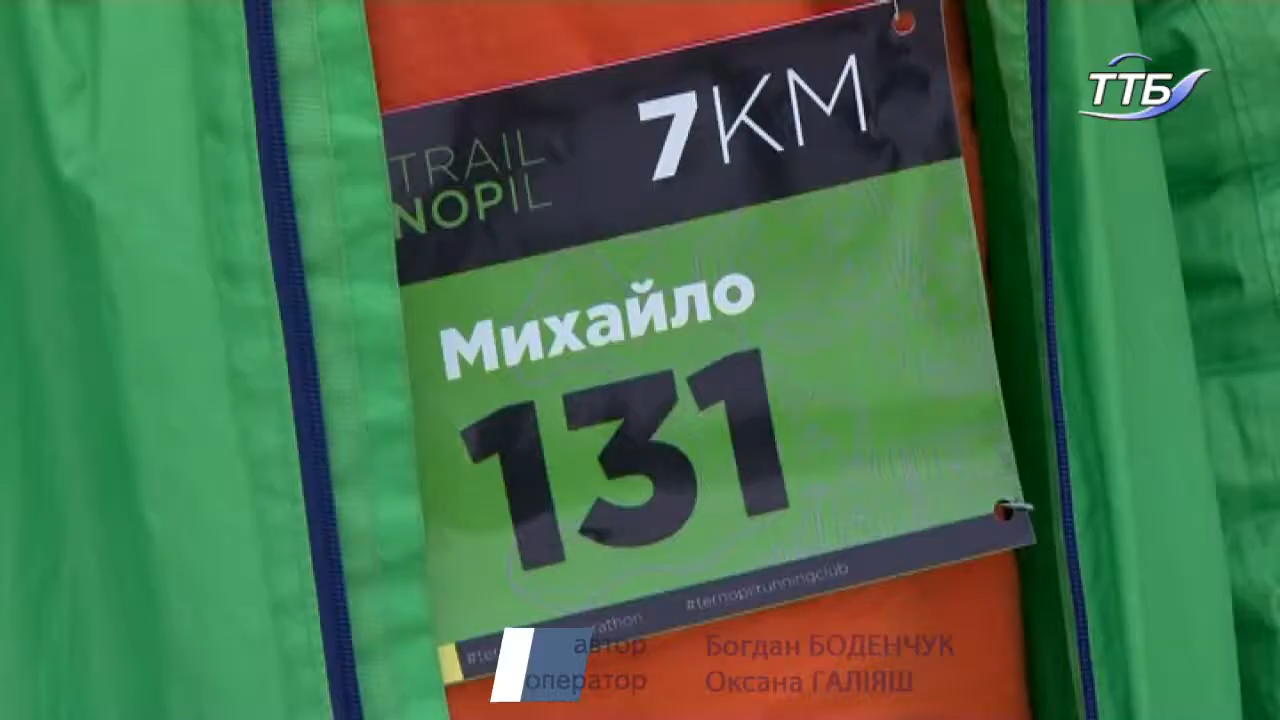 ТТБ
7KM
TRAIL
NOPIL
Михайло
131
#ternopilrunningclub
автор Богдан БОДЕНЧУК
оператор Оксана ГАЛІЯШ